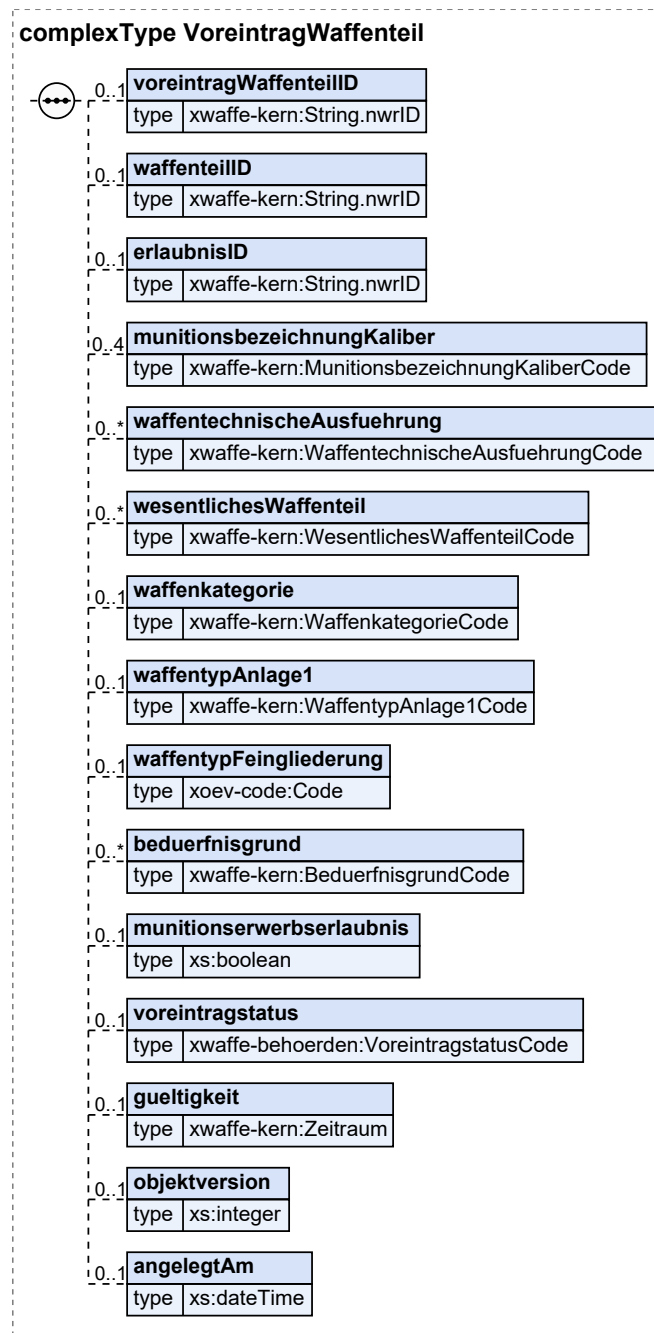 complexType VoreintragWaffenteil
0..1 voreintragWaffenteilID
type xwaffe-kern:String.nwrID
0..1 waffenteilID
type xwaffe-kern:String.nwrID
0..1 erlaubnisID
type xwaffe-kern:String.nwrID
0..4 munitionsbezeichnungKaliber
type xwaffe-kern:MunitionsbezeichnungKaliberCode
0..* waffentechnischeAusfuehrung
type xwaffe-kern:WaffentechnischeAusfuehrungCode
0..* wesentlichesWaffenteil
type xwaffe-kern:WesentlichesWaffenteilCode
0..1 waffenkategorie
type xwaffe-kern:WaffenkategorieCode
0..1 waffentypAnlage1
type xwaffe-kern:WaffentypAnlage1Code
0..1 waffentypFeingliederung
type xoev-code:Code
0..* beduerfnisgrund
type xwaffe-kern:BeduerfnisgrundCode
0..1 munitionserwerbserlaubnis
type xs:boolean
0..1 voreintragstatus
type xwaffe-behoerden:VoreintragstatusCode
0..1 gueltigkeit
type xwaffe-kern:Zeitraum
0..1 objektversion
type xs:integer
0..1 angelegtAm
type xs:dateTime